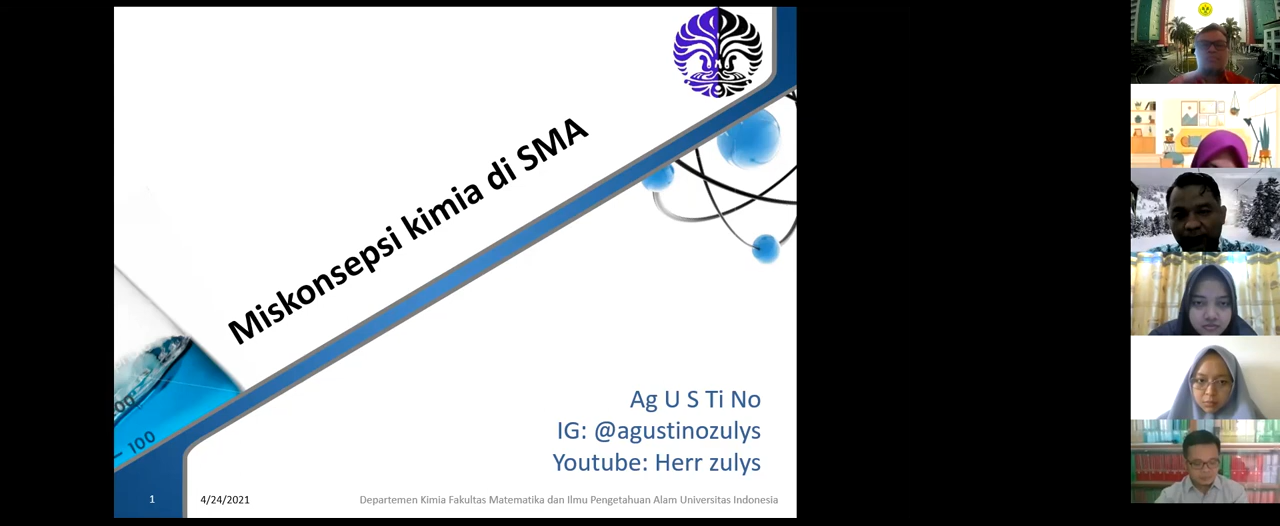 Miskonsepsi kimia di SMA
Ag U S Ti No
IG: @agustinozulys
Youtube: Herr zulys
100
1
4/24/2021
Departemen Kimia Fakultas Matematika dan Ilmu Pengetahuan Alam Universitas Indonesia